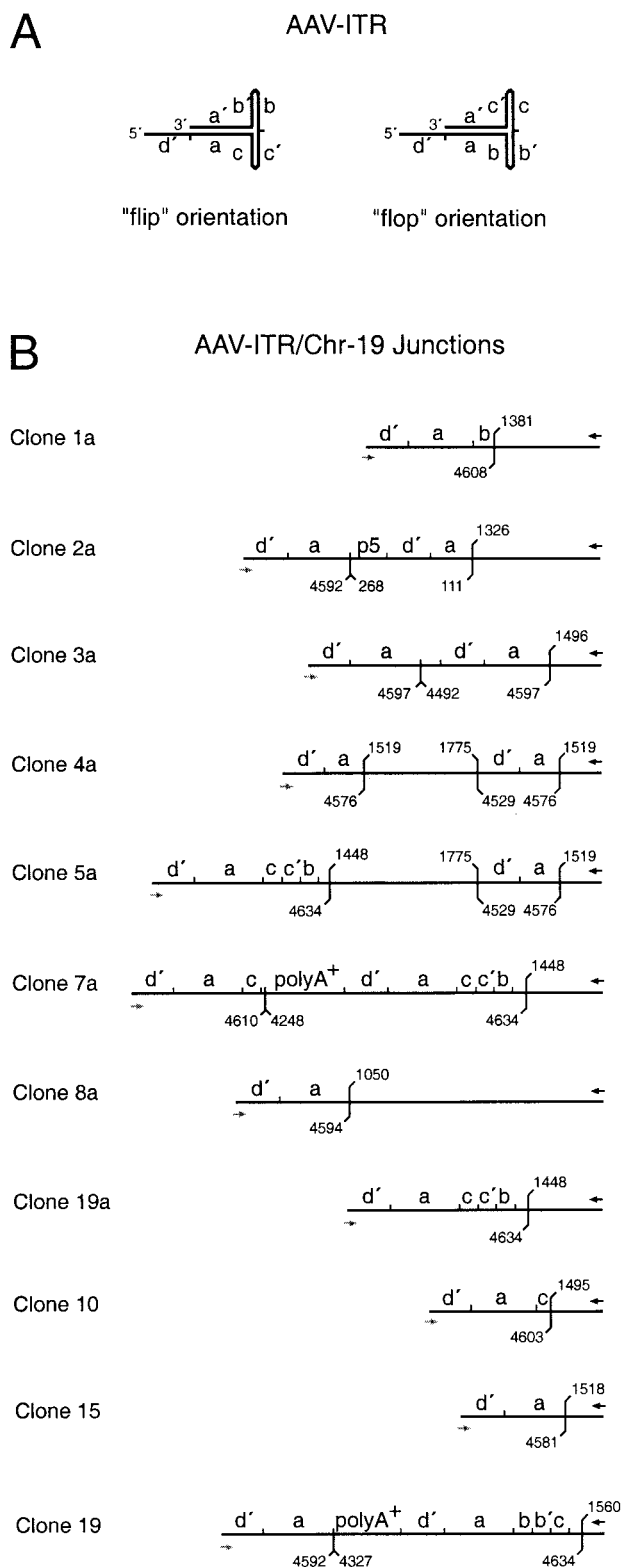 A
AAV-ITR
5´ 3´ a´ b´ b d´ a c c´
5´ 3´ a´ c´ c d´ a b b´
"flip" orientation
"flop" orientation
B
AAV-ITR/Chr-19 Junctions
Clone 1a
d´ a b 1381
4608
Clone 2a
d´ a p5 d´ a 1326
4592 268 111
Clone 3a
d´ a d´ a 1496
4597 4492 4597
Clone 4a
d´ a 1519 1775 d´ a 1519
4576 4529 4576
Clone 5a
d´ a c c´ b 1448 1775 d´ a 1519
4634 4529 4576
Clone 7a
d´ a c polyA+ d´ a c c´ b 1448
4610 4248 4634
Clone 8a
d´ a 1050
4594
Clone 19a
d´ a c c´ b 1448
4634
Clone 10
d´ a c 1495
4603
Clone 15
d´ a 1518
4581
Clone 19
d´ a polyA+ d´ a b b´ c 1560
4592 4327 4634